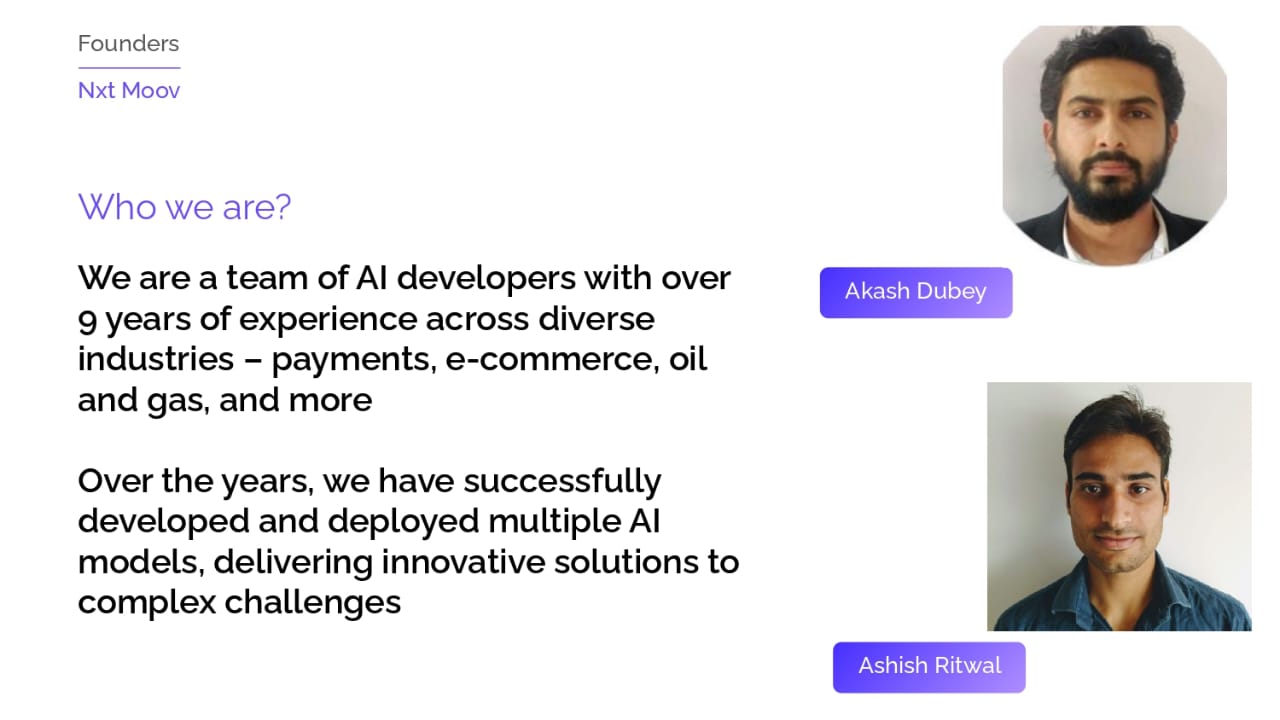 Founders
Nxt Moov
Who we are?
We are a team of AI developers with over
9 years of experience across diverse
industries – payments, e-commerce, oil
and gas, and more
Over the years, we have successfully
developed and deployed multiple AI
models, delivering innovative solutions to
complex challenges
Akash Dubey
Ashish Ritwal